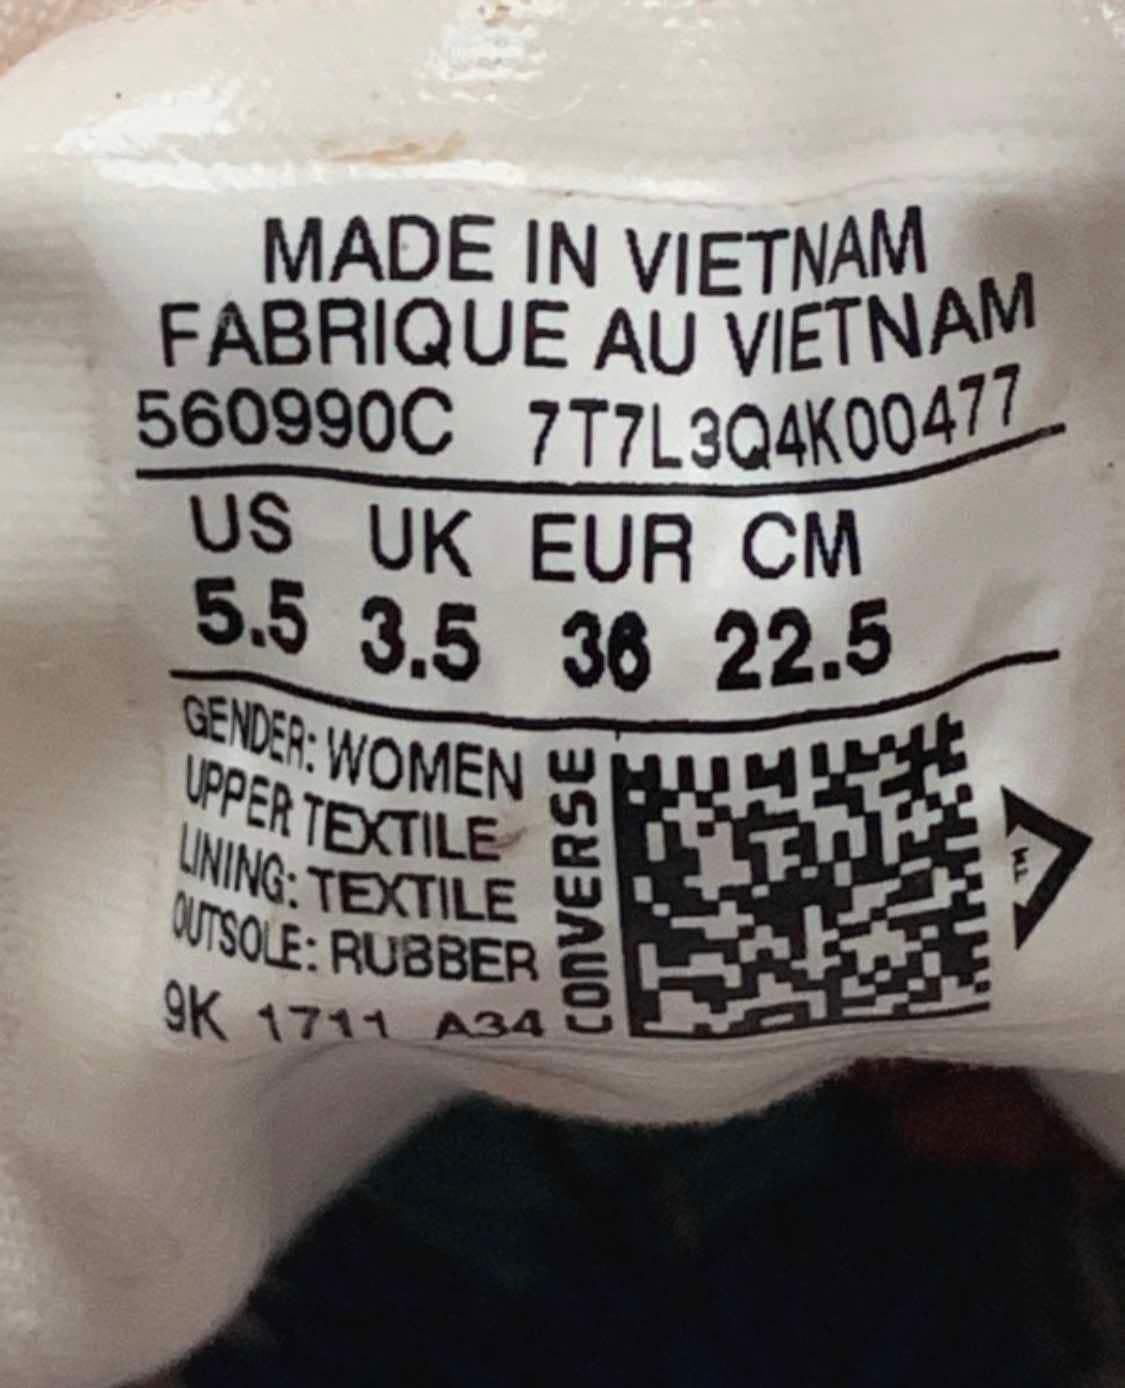 MADE IN VIETNAM
FABRIQUE AU VIETNAM
560990C 7T7L3Q4K00477
US UK EUR CM
5.5 3.5 36 22.5
GENDER: WOMEN
UPPER TEXTILE
LINING: TEXTILE
OUTSOLE: RUBBER
9K 1711 A34
CONVERSE